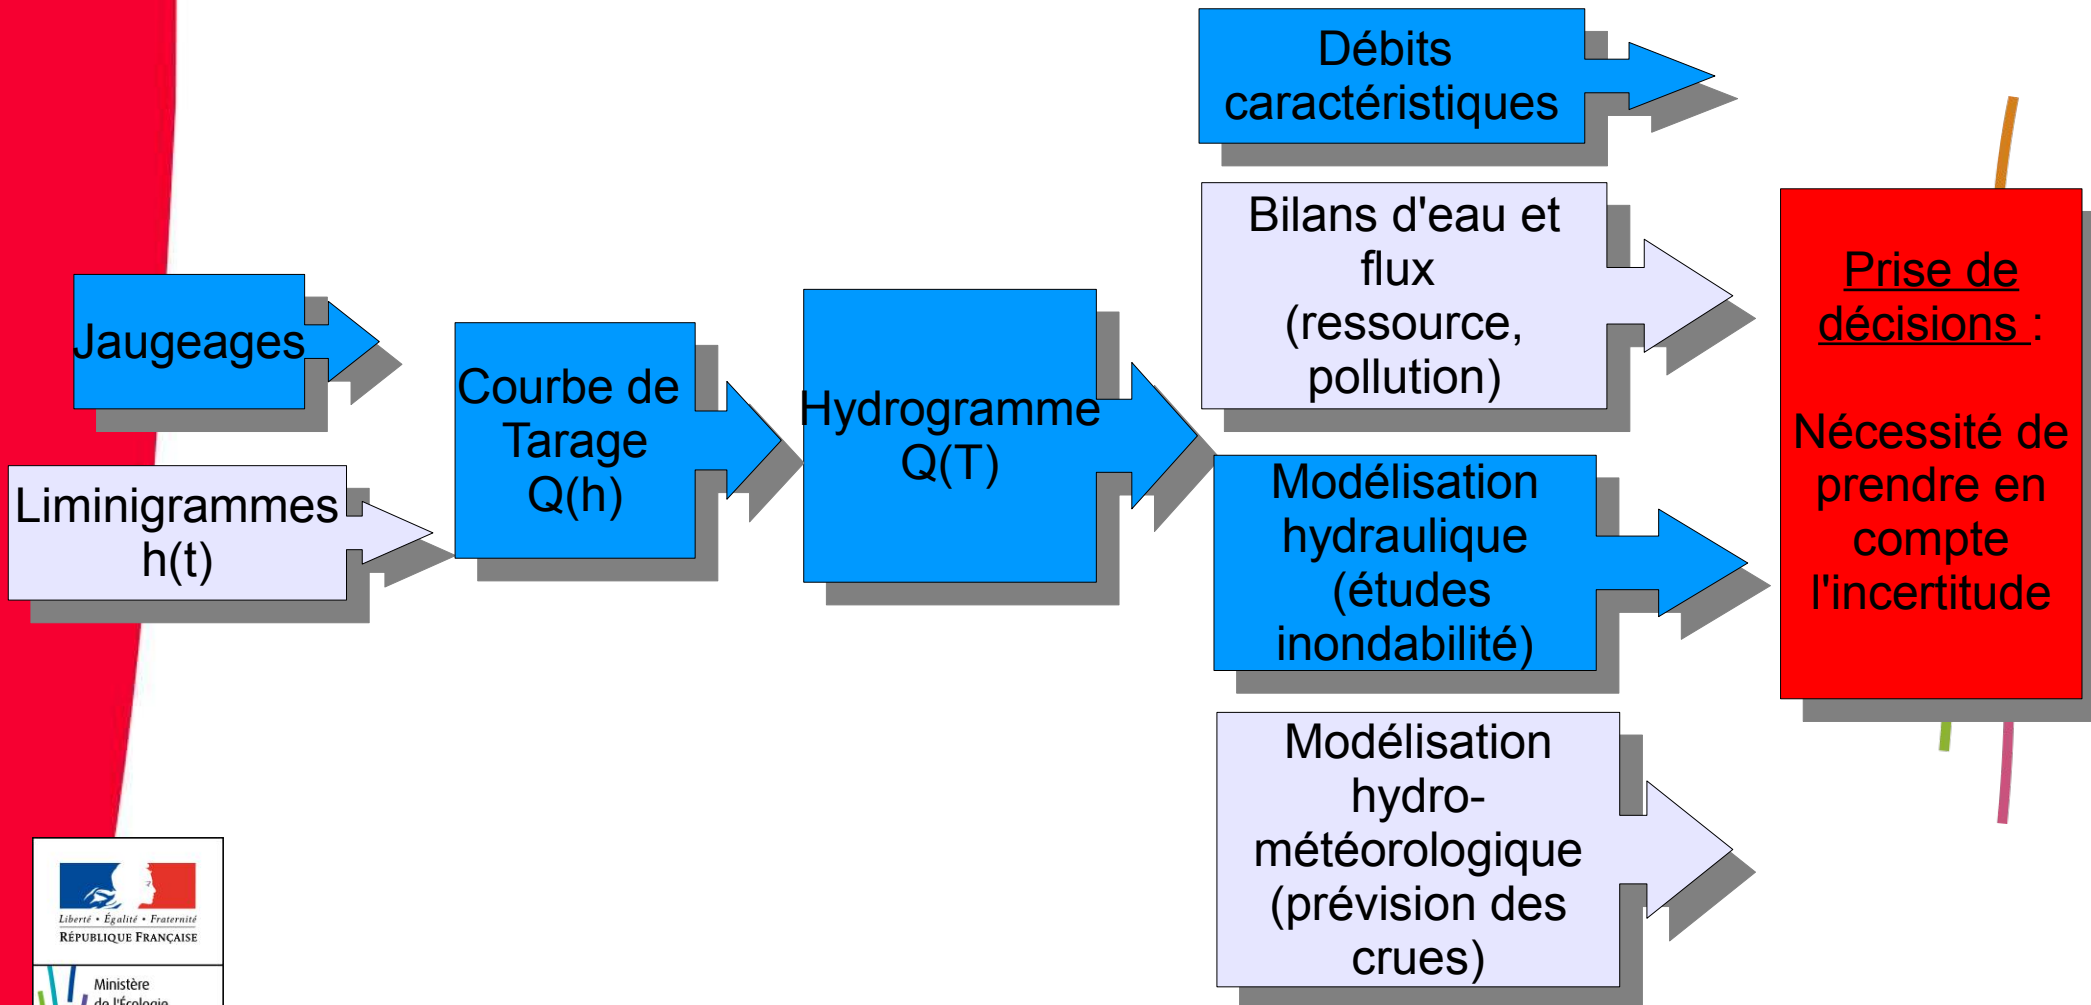 Jaugeages
Liminigrammes
h(t)
Courbe de
Tarage
Q(h)
Hydrogramme
Q(T)
Débits
caractéristiques
Bilans d'eau et
flux
(ressource,
pollution)
Modélisation
hydraulique
(études
inondabilité)
Modélisation
hydro-
météorologique
(prévision des
crues)
Prise de
décisions :
Nécessité de
prendre en
compte
l'incertitude
Liberté • Égalité • Fraternité
RÉPUBLIQUE FRANÇAISE
Ministère
de l'Écologie